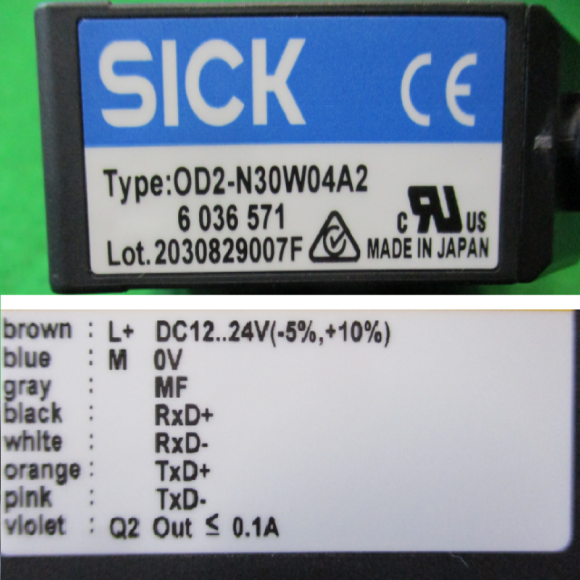 SICK CE
Type:OD2-N30W04A2
6 036 571
Lot.2030829007F
C RU US
MADE IN JAPAN
brown : L+ DC12..24V(-5%,+10%)
blue : M 0V
gray : MF
black : RxD+
white : RxD-
orange : TxD+
pink : TxD-
violet : Q2 Out ≤ 0.1A